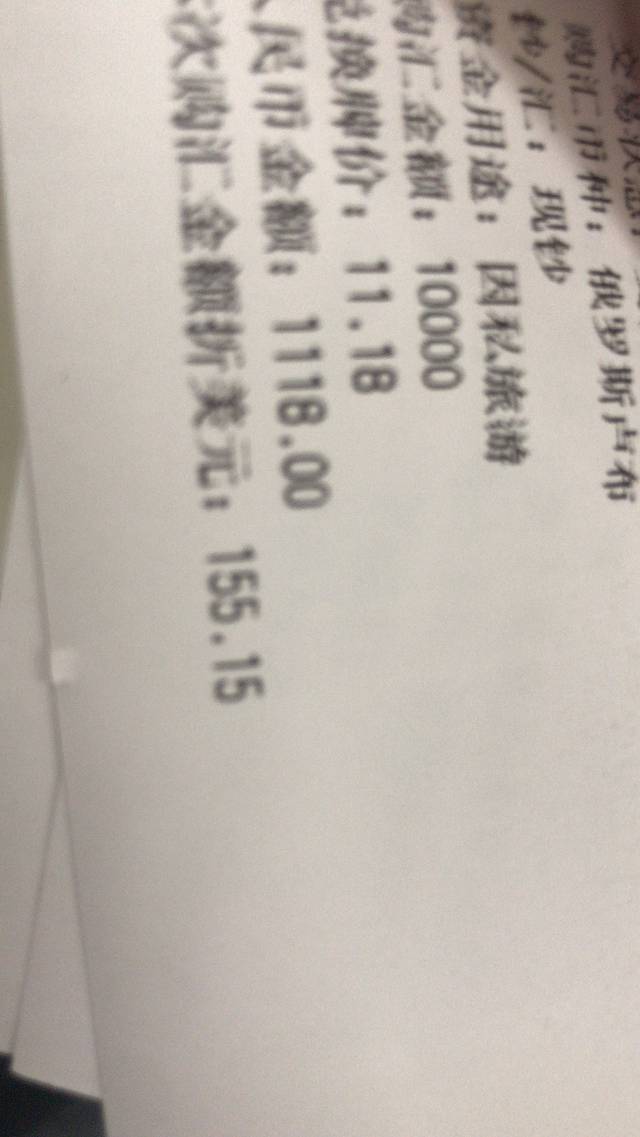 购汇币种：俄罗斯卢布
钞/汇：现钞
资金用途：因私旅游
购汇金额：10000
兑换牌价：11.18
人民币金额：1118.00
次购汇金额折美元：155.15